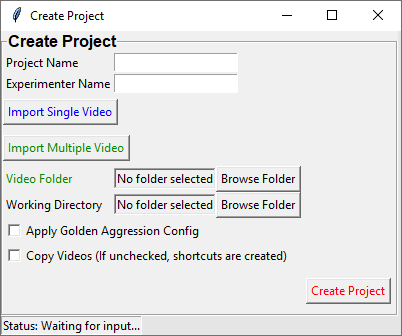 Create Project
Create Project
Project Name
Experimenter Name
Import Single Video
Import Multiple Video
Video Folder No folder selected Browse Folder
Working Directory No folder selected Browse Folder
Apply Golden Aggression Config
Copy Videos (If unchecked, shortcuts are created)
Create Project
Status: Waiting for input...